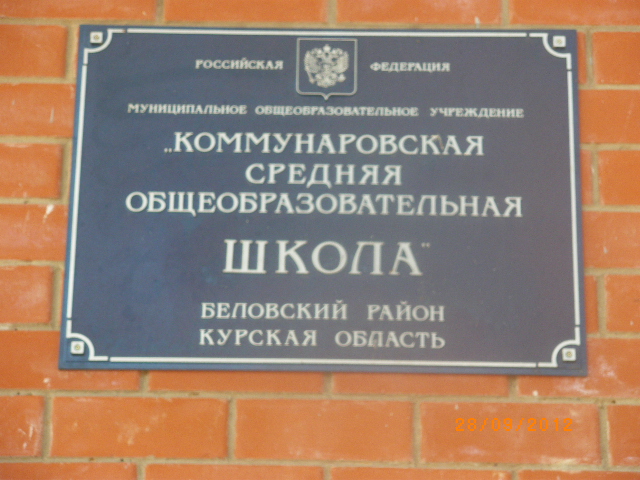 РОССИЙСКАЯ ФЕДЕРАЦИЯ
МУНИЦИПАЛЬНОЕ ОБЩЕОБРАЗОВАТЕЛЬНОЕ УЧРЕЖДЕНИЕ
„КОММУНАРОВСКАЯ
СРЕДНЯЯ
ОБЩЕОБРАЗОВАТЕЛЬНАЯ
ШКОЛА"
БЕЛОВСКИЙ РАЙОН
КУРСКАЯ ОБЛАСТЬ
28/09/2012